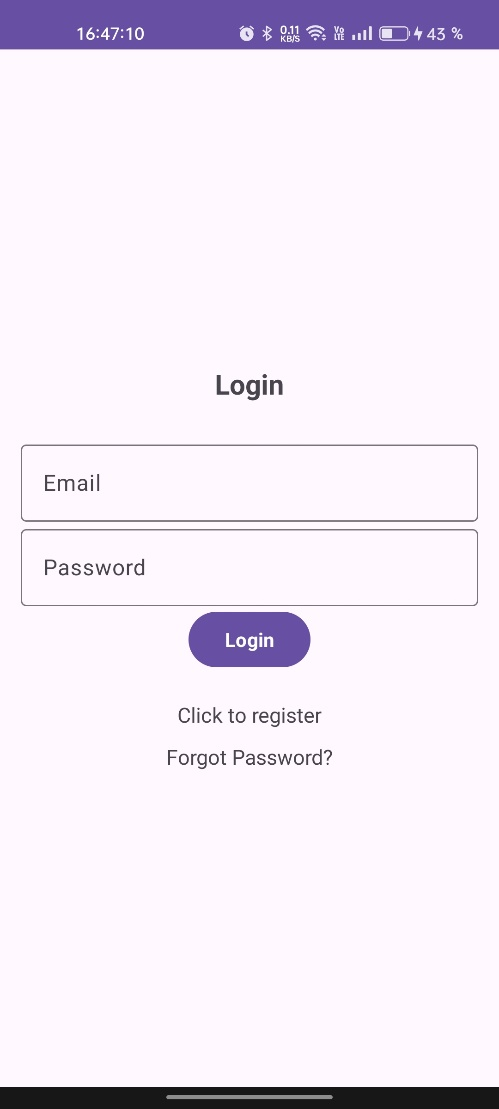 16:47:10 0.11 KB/S Vo LTE 43 %
Login
Email
Password
Login
Click to register
Forgot Password?